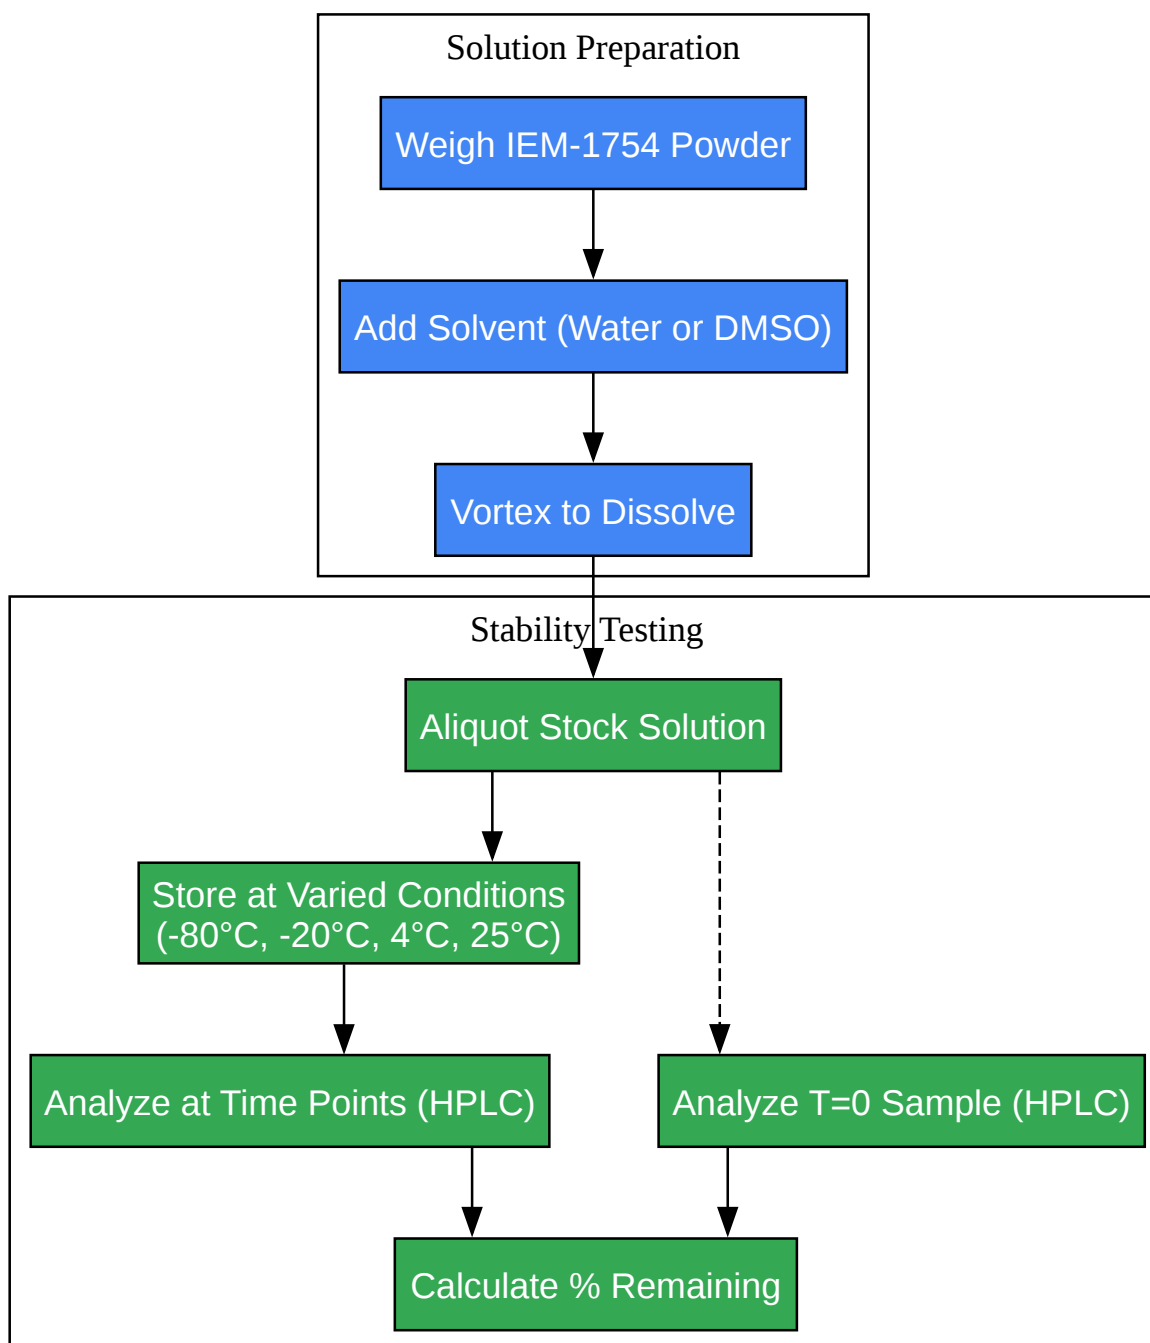 Solution Preparation
Weigh IEM-1754 Powder
Add Solvent (Water or DMSO)
Vortex to Dissolve
Stability Testing
Aliquot Stock Solution
Store at Varied Conditions
(-80°C, -20°C, 4°C, 25°C)
Analyze at Time Points (HPLC)
Analyze T=0 Sample (HPLC)
Calculate % Remaining